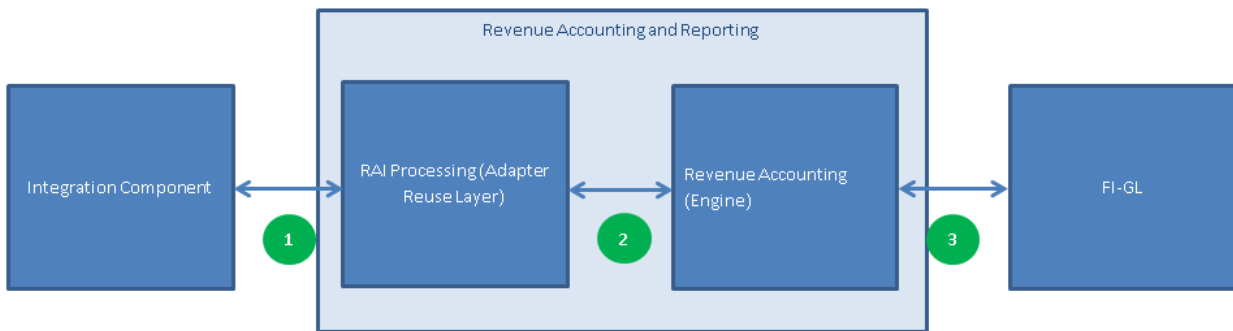 Revenue Accounting and Reporting
Integration Component
RAI Processing (Adapter
Reuse Layer)
Revenue Accounting
(Engine)
FI-GL
1
2
3